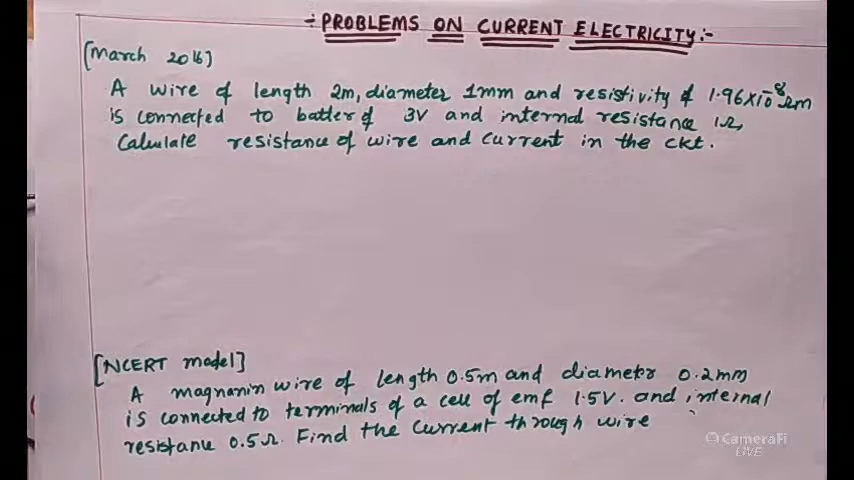 ÷PROBLEMS ON CURRENT ELECTRICITY:-
[March 2016]
A wire of length 2m, diameter 1mm and resistivity of 1.96×10⁻⁸Ωm
is connected to batter of 3V and internal resistance 1Ω,
Calculate resistance of wire and current in the ckt.
[NCERT model]
A magnanin wire of length 0.5m and diameter 0.2mm
is connected to terminals of a cell of emf 1.5V. and internal
resistance 0.5Ω. Find the current through wire
CameraFi
LIVE